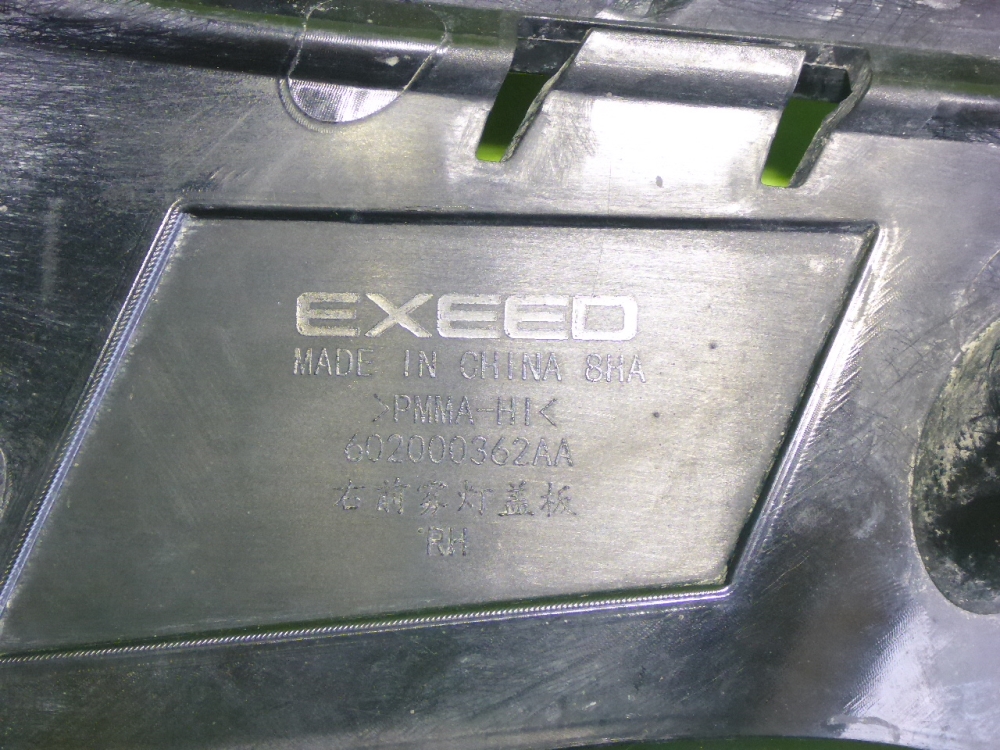 EXEED
MADE IN CHINA 8HA
>PMMA-HI<
602000362AA
右前雾灯盖板
RH